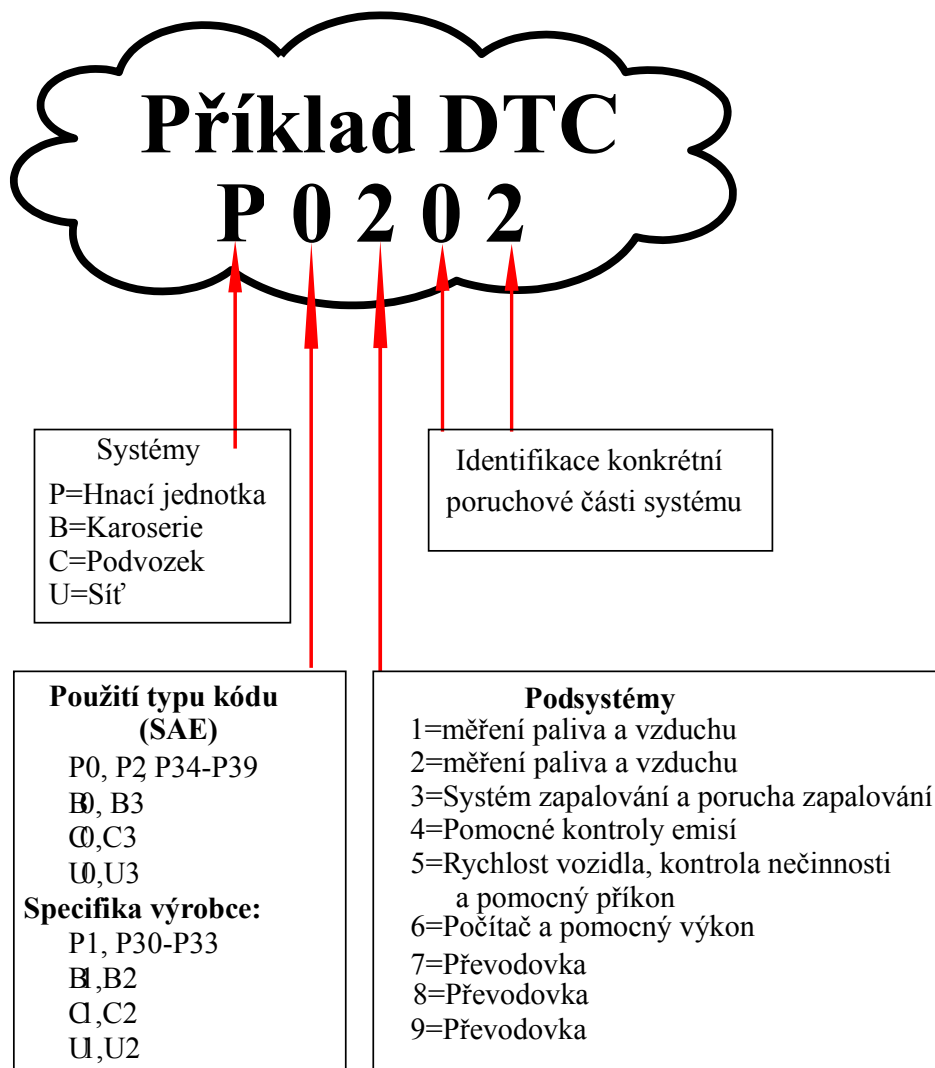 Příklad DTC
P 0 2 0 2
Systémy
P=Hnací jednotka
B=Karoserie
C=Podvozek
U=Síť
Identifikace konkrétní
poruchové části systému
Použití typu kódu
(SAE)
P0, P2, P34-P39
B0, B3
C0,C3
U0,U3
Specifika výrobce:
P1, P30-P33
B1,B2
C1,C2
U1,U2
Podsystémy
1=měření paliva a vzduchu
2=měření paliva a vzduchu
3=Systém zapalování a porucha zapalování
4=Pomocné kontroly emisí
5=Rychlost vozidla, kontrola nečinnosti
a pomocný příkon
6=Počítač a pomocný výkon
7=Převodovka
8=Převodovka
9=Převodovka